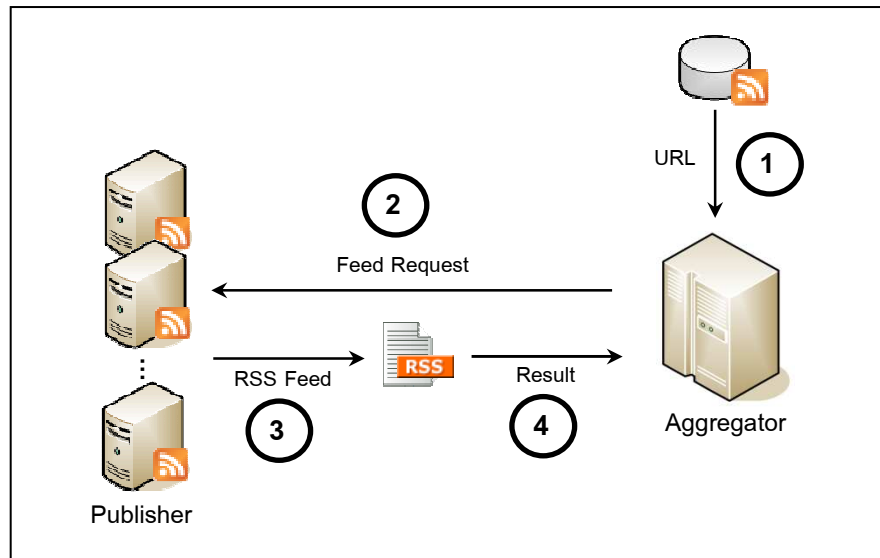 URL
1
2
Feed Request
RSS Feed
RSS
Result
3
4
Aggregator
Publisher